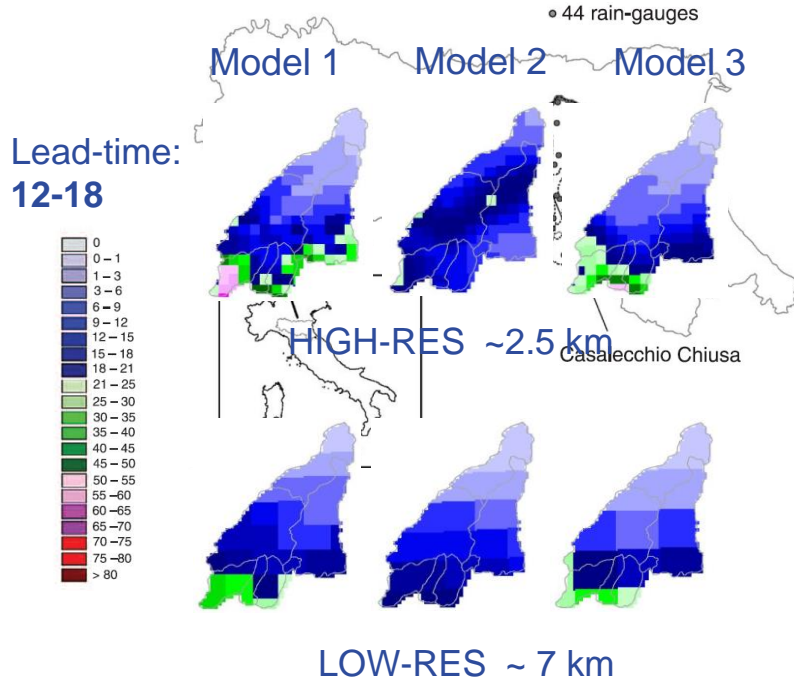 44 rain-gauges
Model 1 Model 2 Model 3
Lead-time:
12-18
0
0 – 1
1 – 3
3 – 6
6 – 9
9 – 12
12 – 15
15 – 18
18 – 21
21 – 25
25 – 30
30 – 35
35 – 40
40 – 45
45 – 50
50 – 55
55 – 60
60 – 65
65 – 70
70 – 75
75 – 80
> 80
HIGH-RES ~2.5 km
Casalecchio Chiusa
LOW-RES ~ 7 km